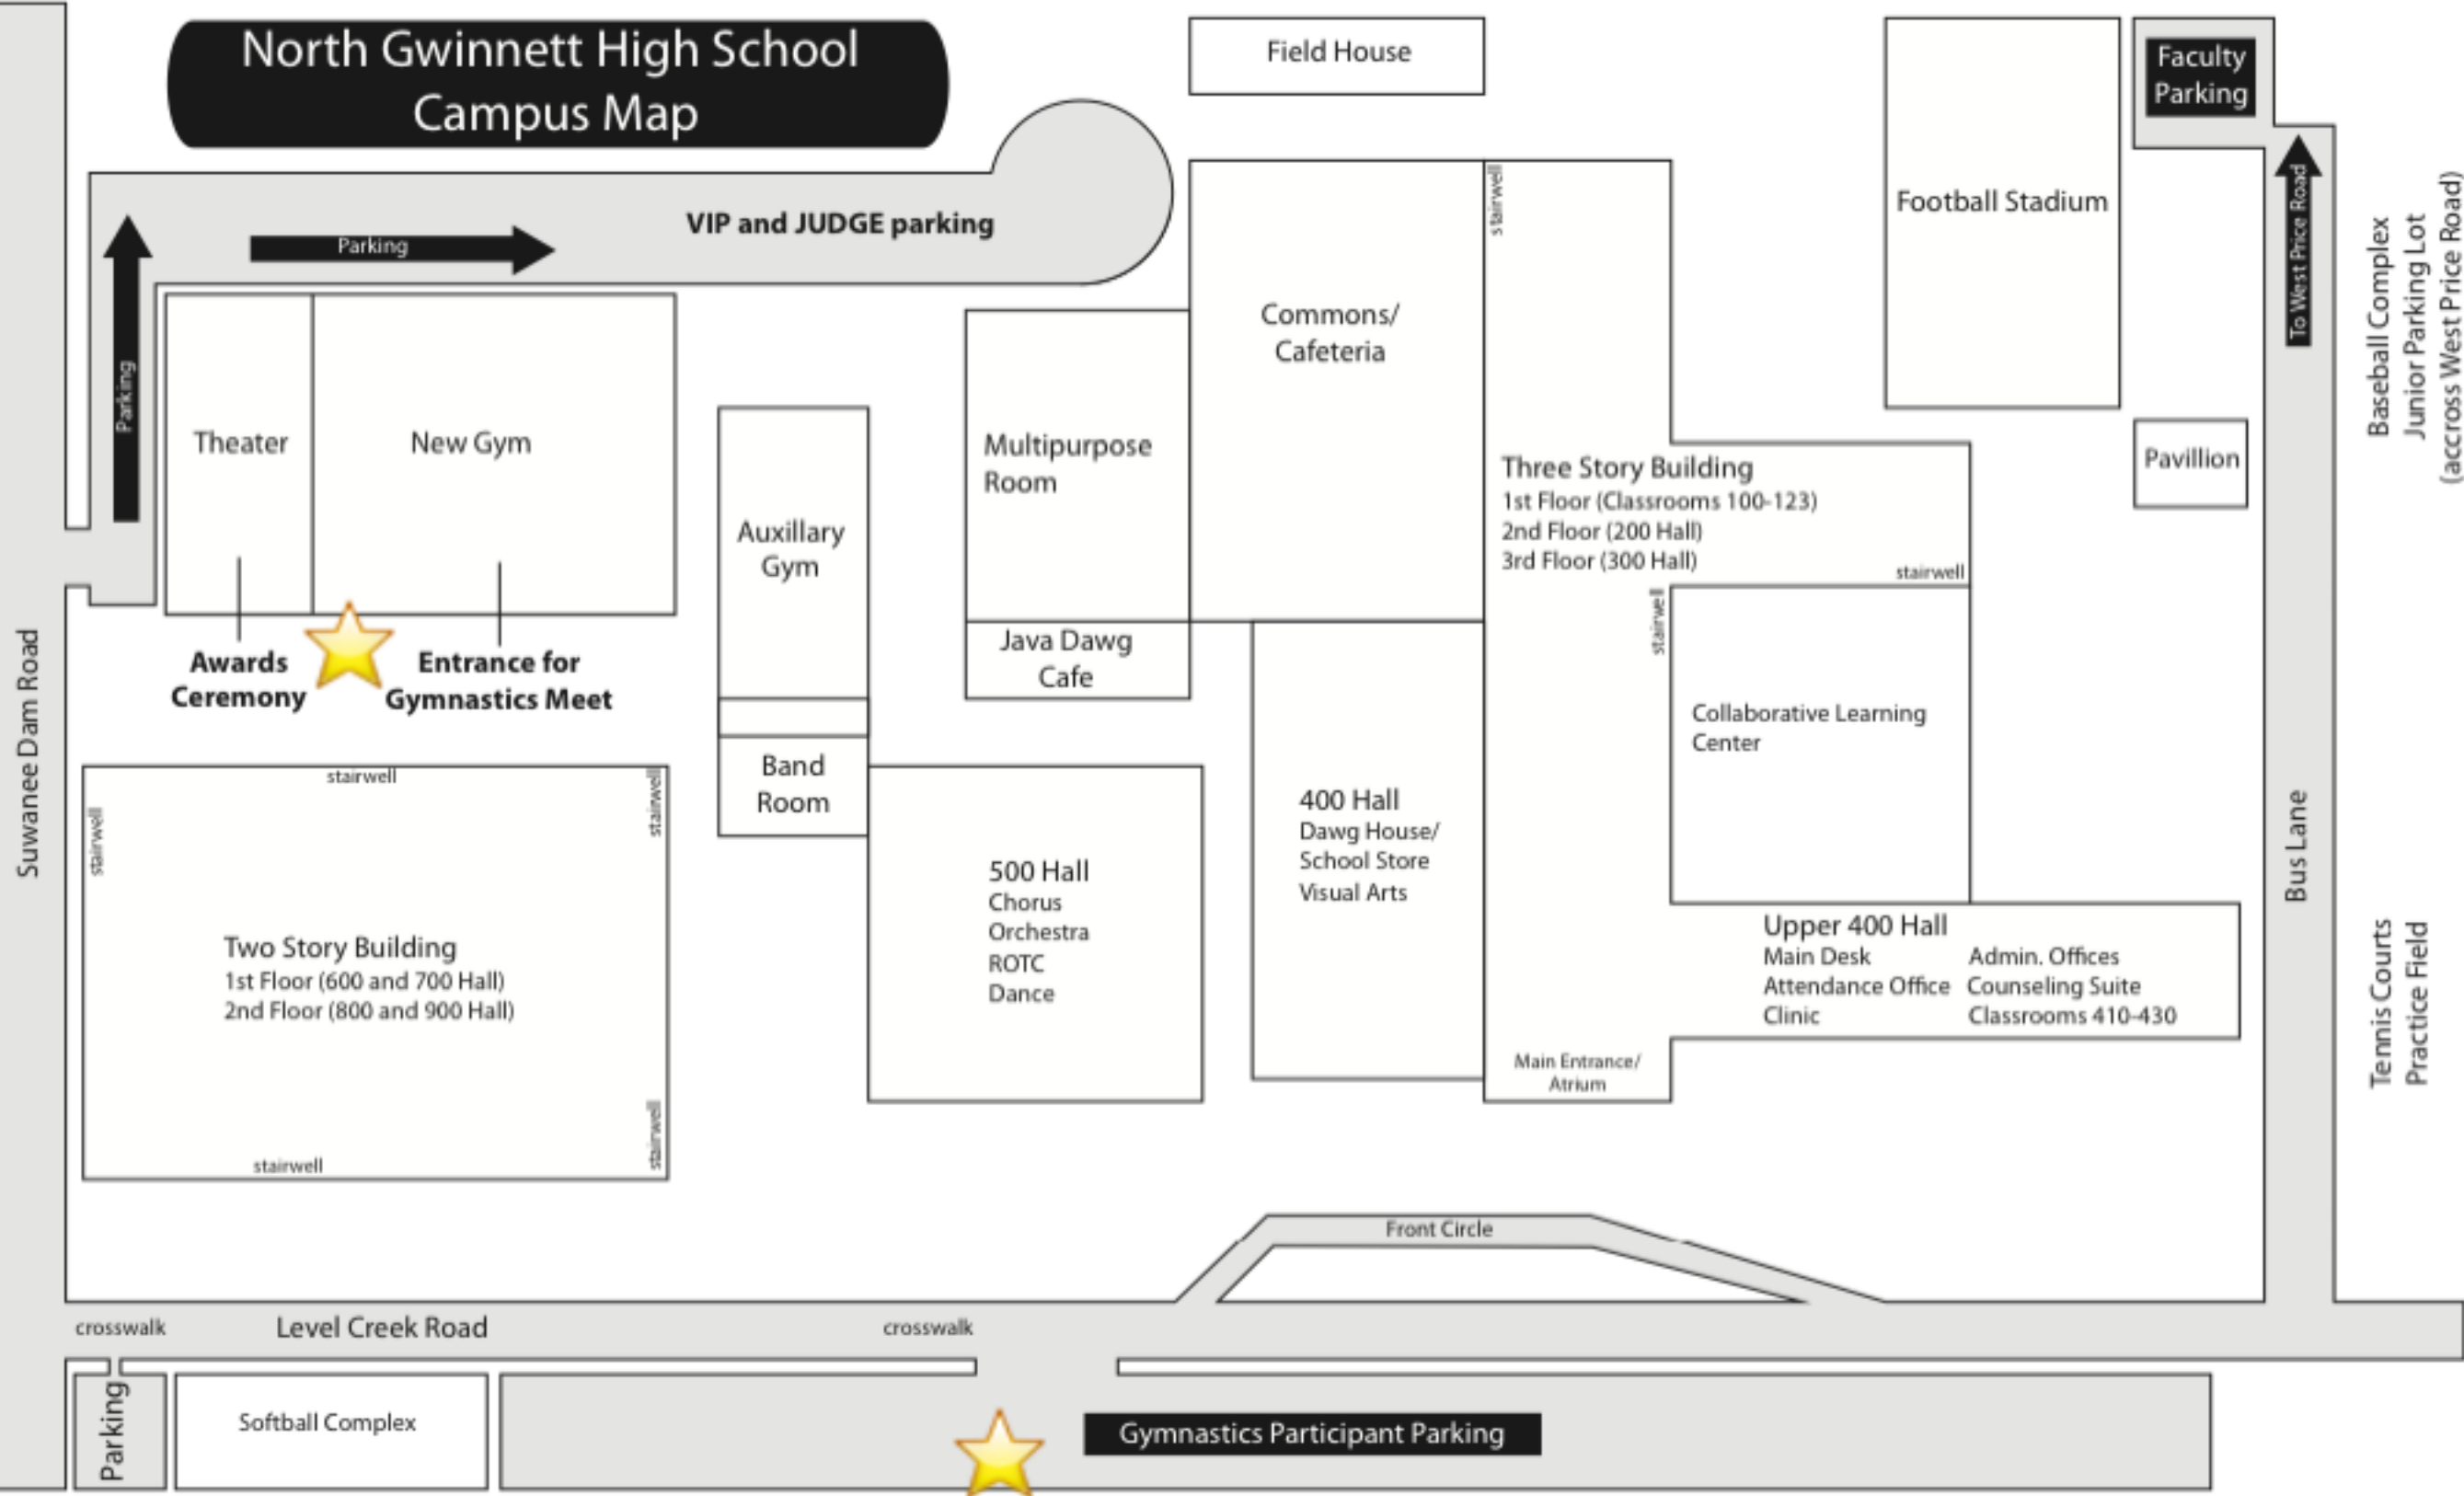 North Gwinnett High School
Campus Map
Field House
Faculty
Parking
VIP and JUDGE parking
Parking
Parking
stairwell
Football Stadium
To West Price Road
Baseball Complex
Junior Parking Lot
(accross West Price Road)
Commons/
Cafeteria
Theater
New Gym
Multipurpose
Room
Auxillary
Gym
Three Story Building
1st Floor (Classrooms 100-123)
2nd Floor (200 Hall)
3rd Floor (300 Hall)
stairwell
stairwell
Pavillion
Awards
Ceremony
Entrance for
Gymnastics Meet
Java Dawg
Cafe
Collaborative Learning
Center
Suwanee Dam Road
stairwell
stairwell
stairwell
Band
Room
Two Story Building
1st Floor (600 and 700 Hall)
2nd Floor (800 and 900 Hall)
stairwell
stairwell
500 Hall
Chorus
Orchestra
ROTC
Dance
400 Hall
Dawg House/
School Store
Visual Arts
Upper 400 Hall
Main Desk
Attendance Office
Clinic
Admin. Offices
Counseling Suite
Classrooms 410-430
Main Entrance/
Atrium
Bus Lane
Tennis Courts
Practice Field
Front Circle
crosswalk
Level Creek Road
crosswalk
Parking
Softball Complex
Gymnastics Participant Parking